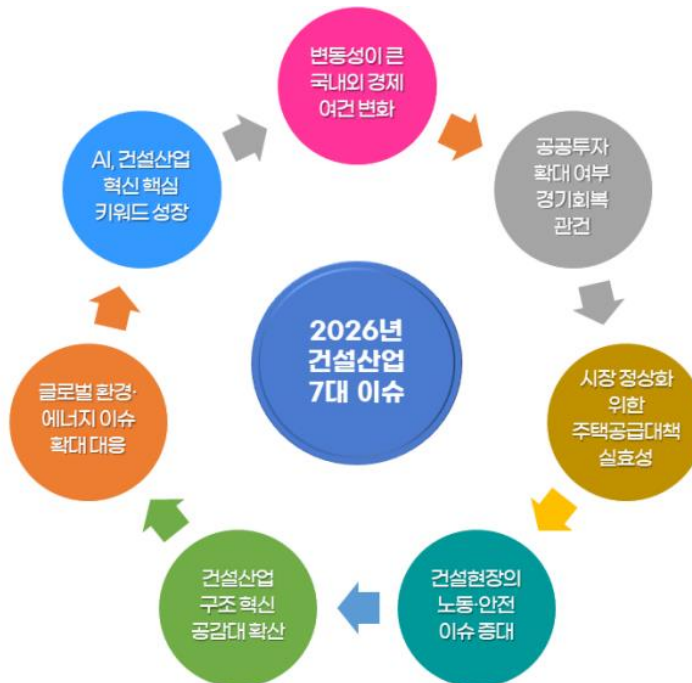 변동성이 큰
국내외 경제
여건 변화
공공투자
확대 여부
경기회복
관건
시장 정상화
위한
주택공급대책
실효성
건설현장의
노동·안전
이슈 증대
건설산업
구조 혁신
공감대 확산
글로벌 환경·
에너지 이슈
확대 대응
AI, 건설산업
혁신 핵심
키워드 성장
2026년
건설산업
7대 이슈